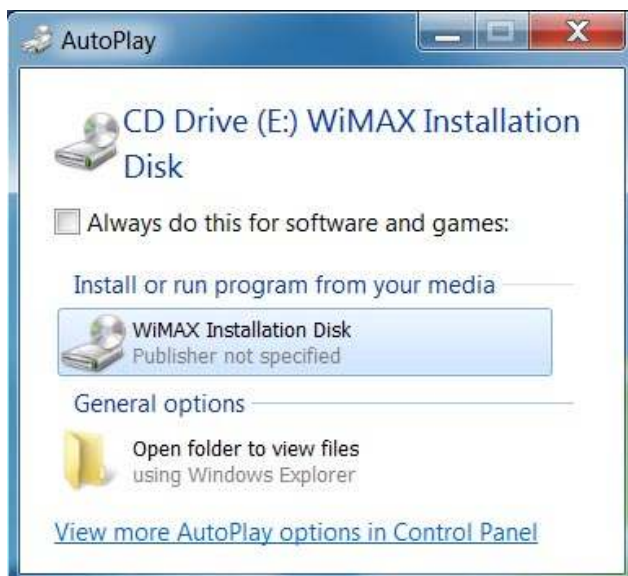 AutoPlay
CD Drive (E:) WiMAX Installation
Disk
Always do this for software and games:
Install or run program from your media
WiMAX Installation Disk
Publisher not specified
General options
Open folder to view files
using Windows Explorer
View more AutoPlay options in Control Panel